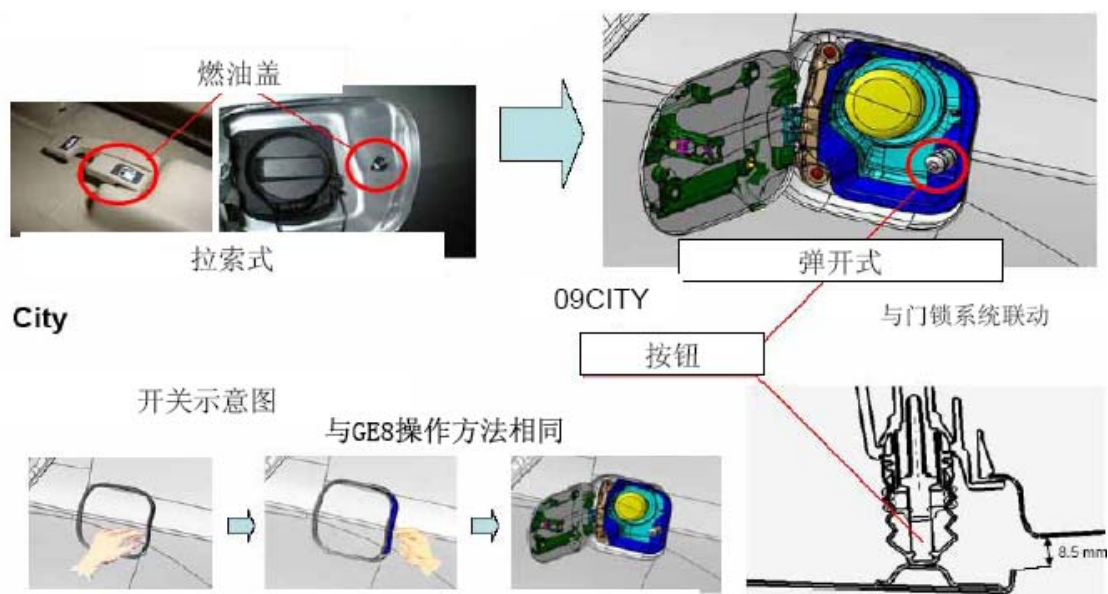 燃油盖
拉索式
弹开式
City
09CITY
与门锁系统联动
按钮
开关示意图
与GE8操作方法相同
8.5 mm